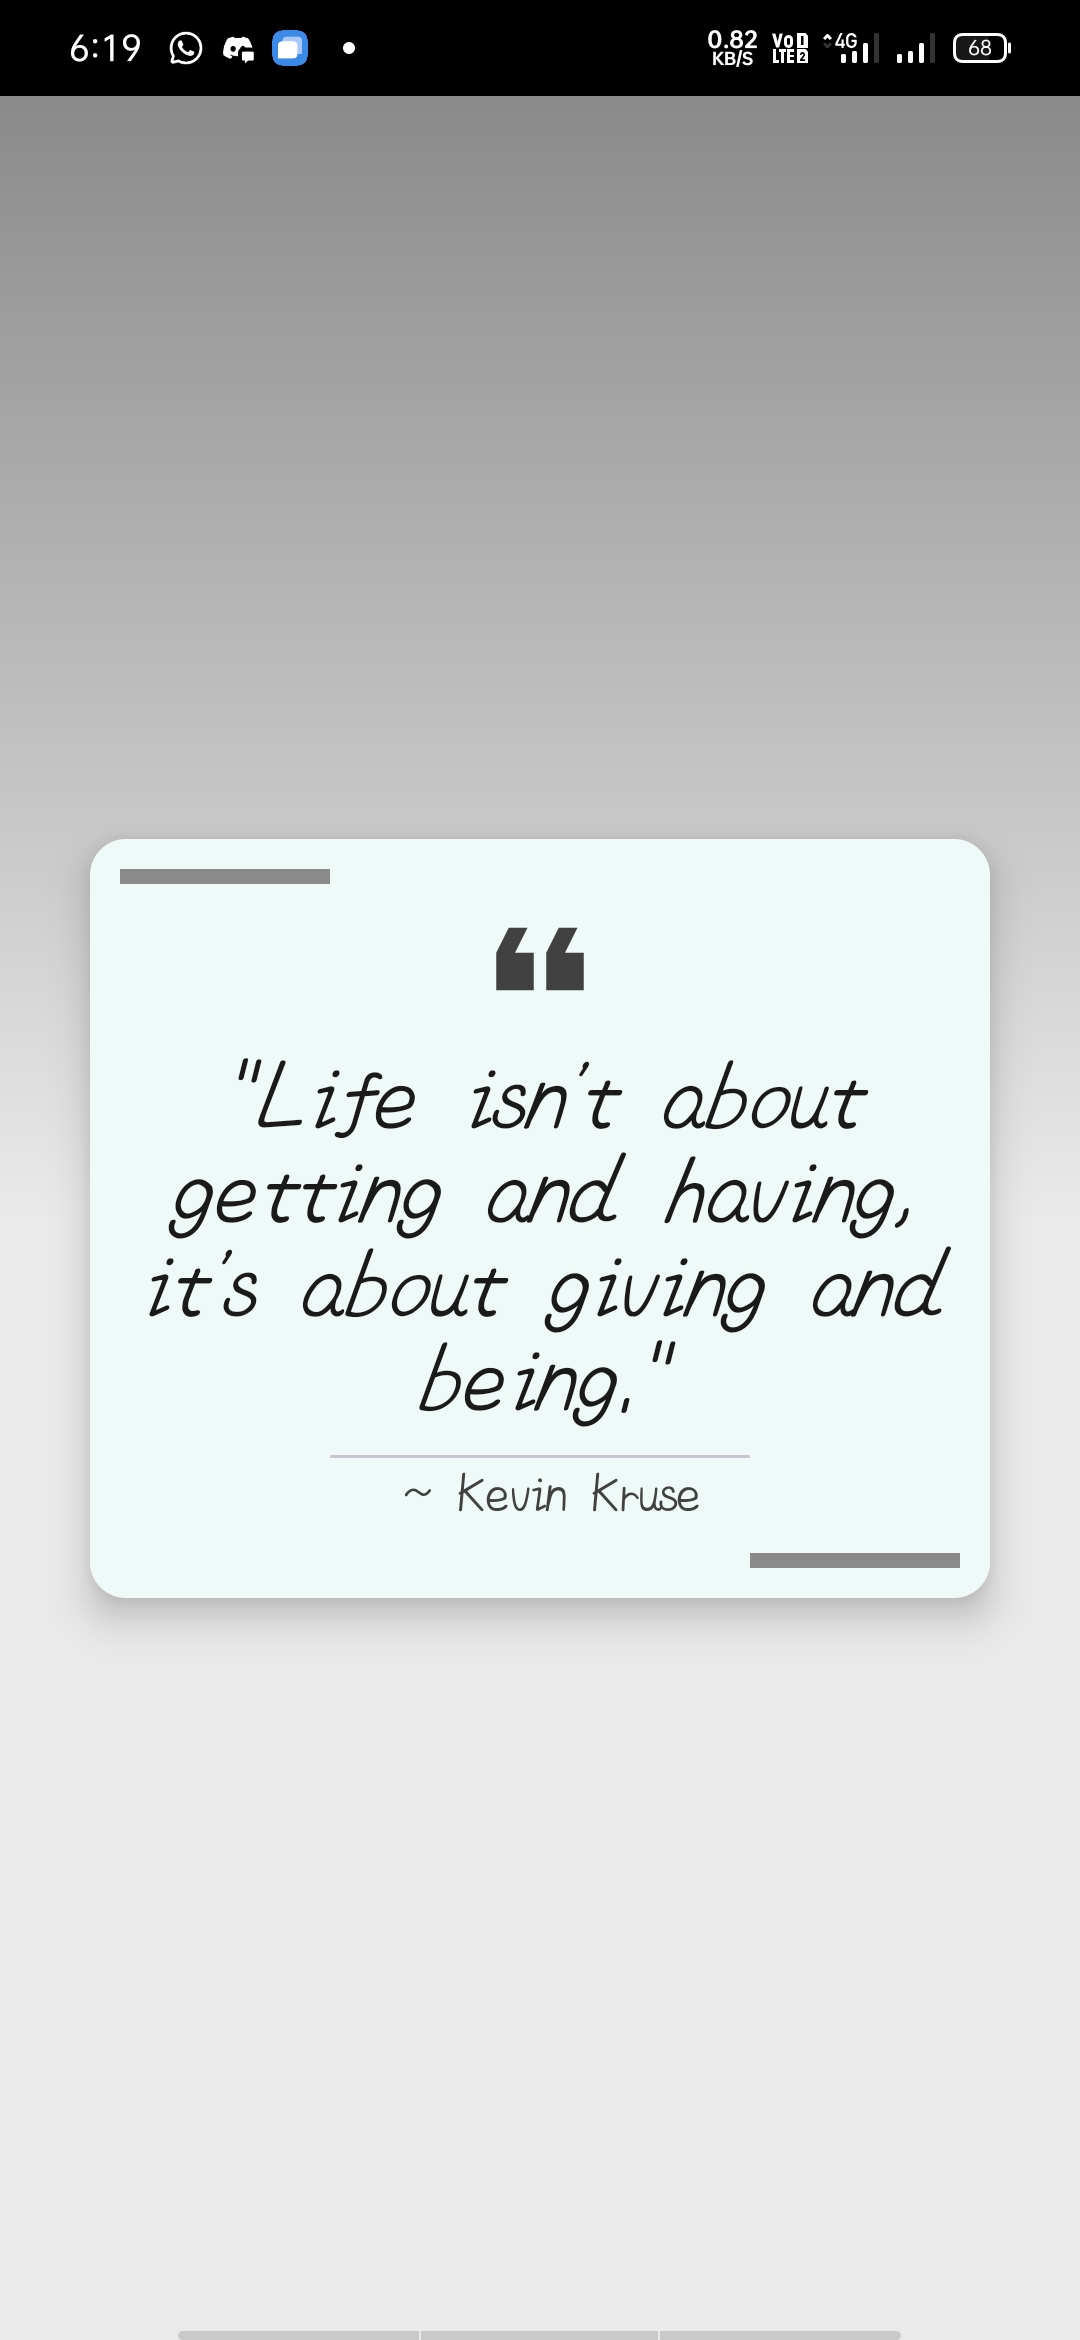 6:19 0.82 KB/S Vo 1 LTE 2 4G 68
"Life isn't about
getting and having,
it's about giving and
being."
~ Kevin Kruse